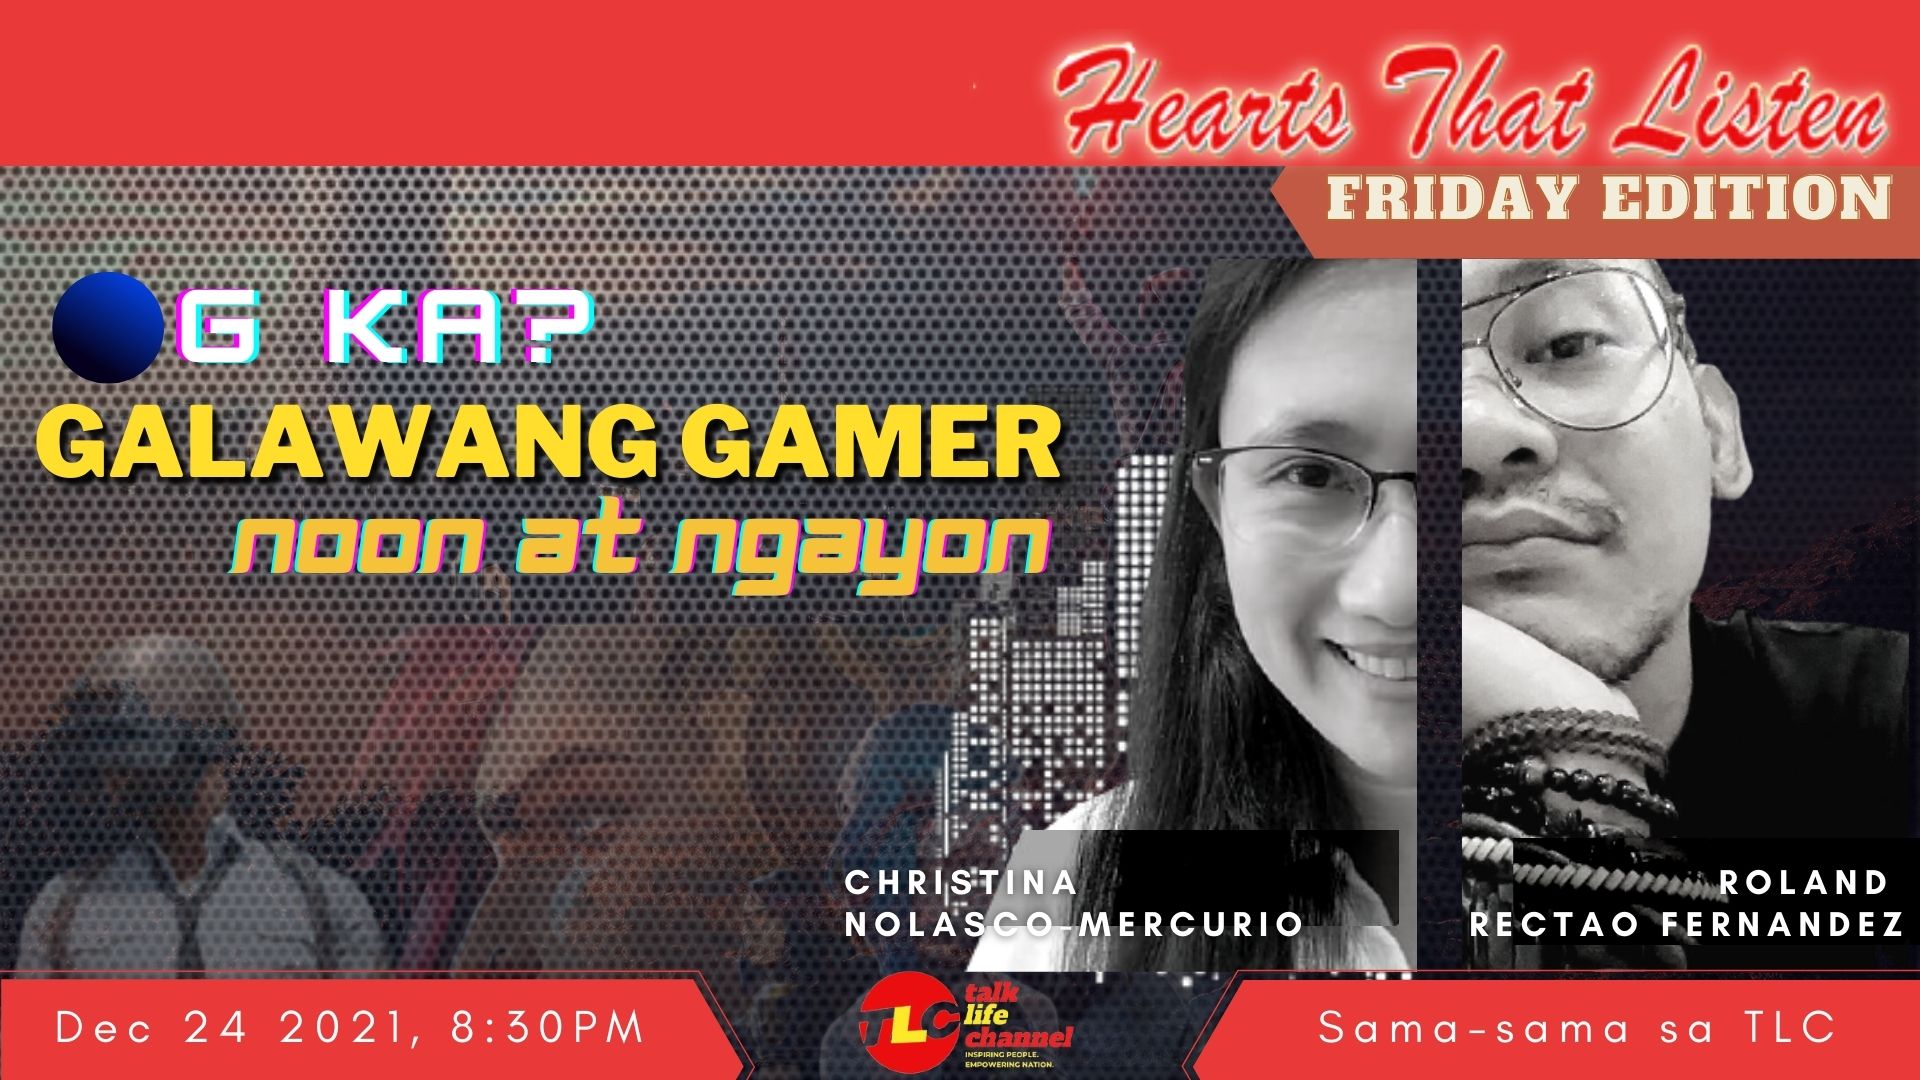 Hearts That Listen
FRIDAY EDITION
G KA?
GALAWANG GAMER
noon at ngayon
CHRISTINA
NOLASCO-MERCURIO
ROLAND
RECTAO FERNANDEZ
Dec 24 2021, 8:30PM
TLC
talk
life
channel
INSPIRING PEOPLE.
EMPOWERING NATION.
Sama-sama sa TLC